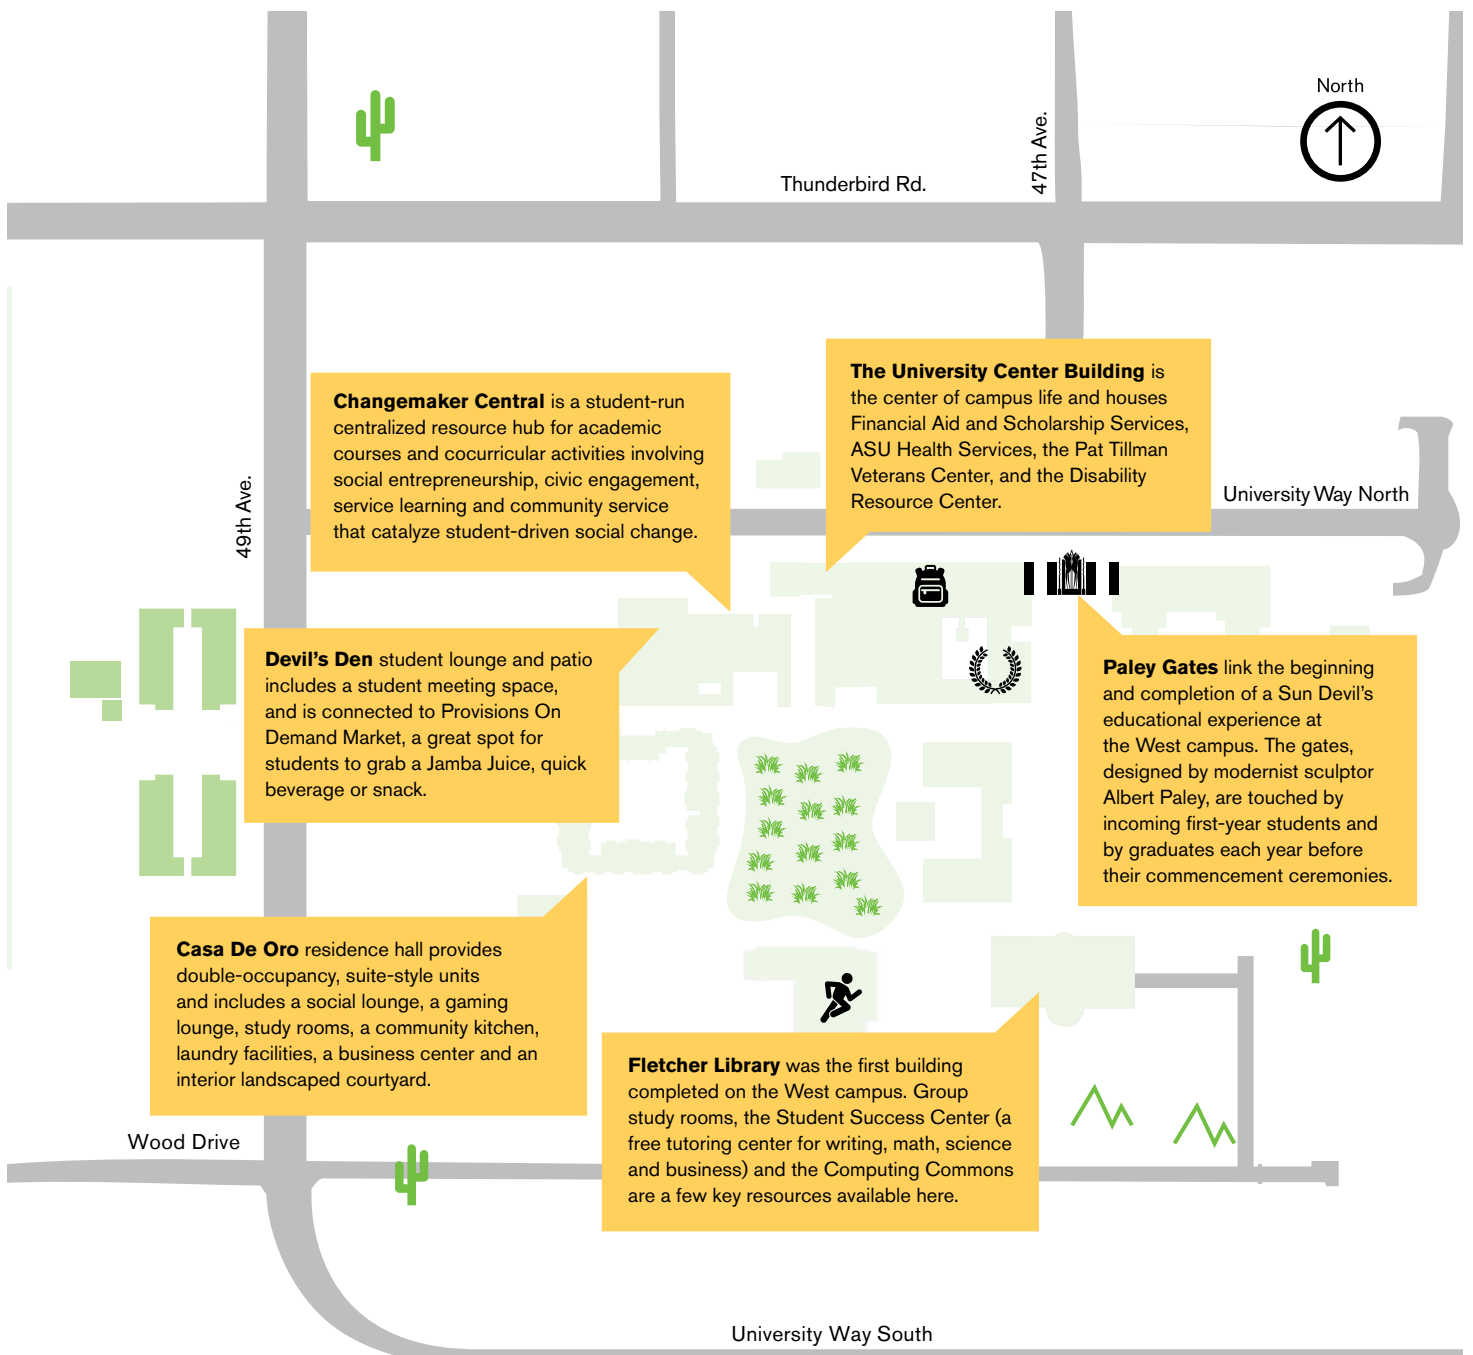 North
47th Ave.
Thunderbird Rd.
The University Center Building is
the center of campus life and houses
Financial Aid and Scholarship Services,
ASU Health Services, the Pat Tillman
Veterans Center, and the Disability
Resource Center.
Changemaker Central is a student-run
centralized resource hub for academic
courses and cocurricular activities involving
social entrepreneurship, civic engagement,
service learning and community service
that catalyze student-driven social change.
University Way North
49th Ave.
Devil’s Den student lounge and patio
includes a student meeting space,
and is connected to Provisions On
Demand Market, a great spot for
students to grab a Jamba Juice, quick
beverage or snack.
Paley Gates link the beginning
and completion of a Sun Devil’s
educational experience at
the West campus. The gates,
designed by modernist sculptor
Albert Paley, are touched by
incoming first-year students and
by graduates each year before
their commencement ceremonies.
Casa De Oro residence hall provides
double-occupancy, suite-style units
and includes a social lounge, a gaming
lounge, study rooms, a community kitchen,
laundry facilities, a business center and an
interior landscaped courtyard.
Fletcher Library was the first building
completed on the West campus. Group
study rooms, the Student Success Center (a
free tutoring center for writing, math, science
and business) and the Computing Commons
are a few key resources available here.
Wood Drive
University Way South